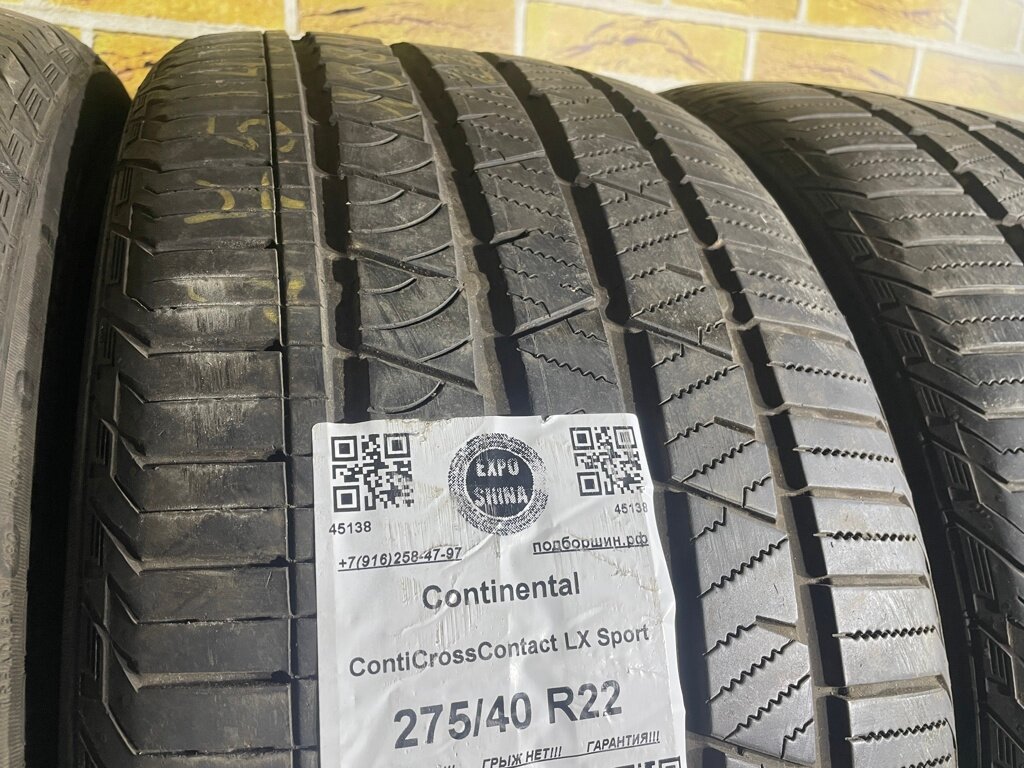 EXPO
SHINA
45138
45138
+7(916)258-47-97
подборшин.рф
Continental
ContiCrossContact LX Sport
275/40 R22
ГРЫЖ НЕТ!!! ГАРАНТИЯ!!!